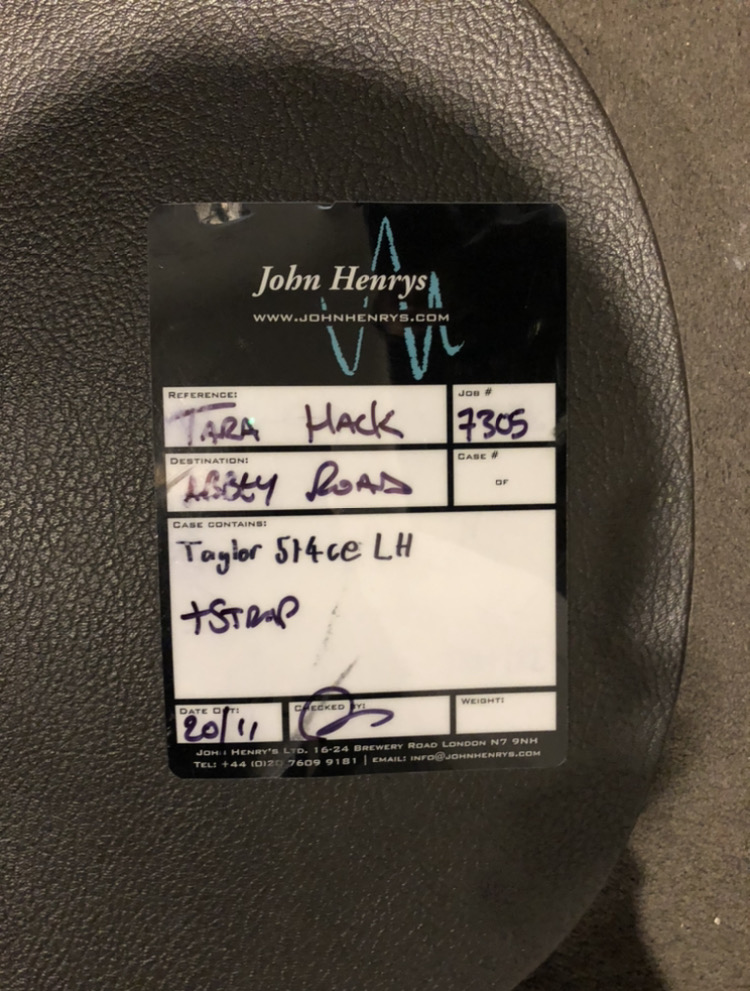 John Henrys
WWW.JOHNHENRYS.COM
REFERENCE:
TARA HACK
JOB #
7305
DESTINATION:
ABBEY ROAD
CASE #
OF
CASE CONTAINS:
Taylor 514ce LH
+STRAP
DATE OUT:
20/11
CHECKED BY:
WEIGHT:
JOHN HENRY'S LTD. 16-24 BREWERY ROAD LONDON N7 9NH
TEL: +44 (0)20 7609 9181 | EMAIL: INFO@JOHNHENRYS.COM